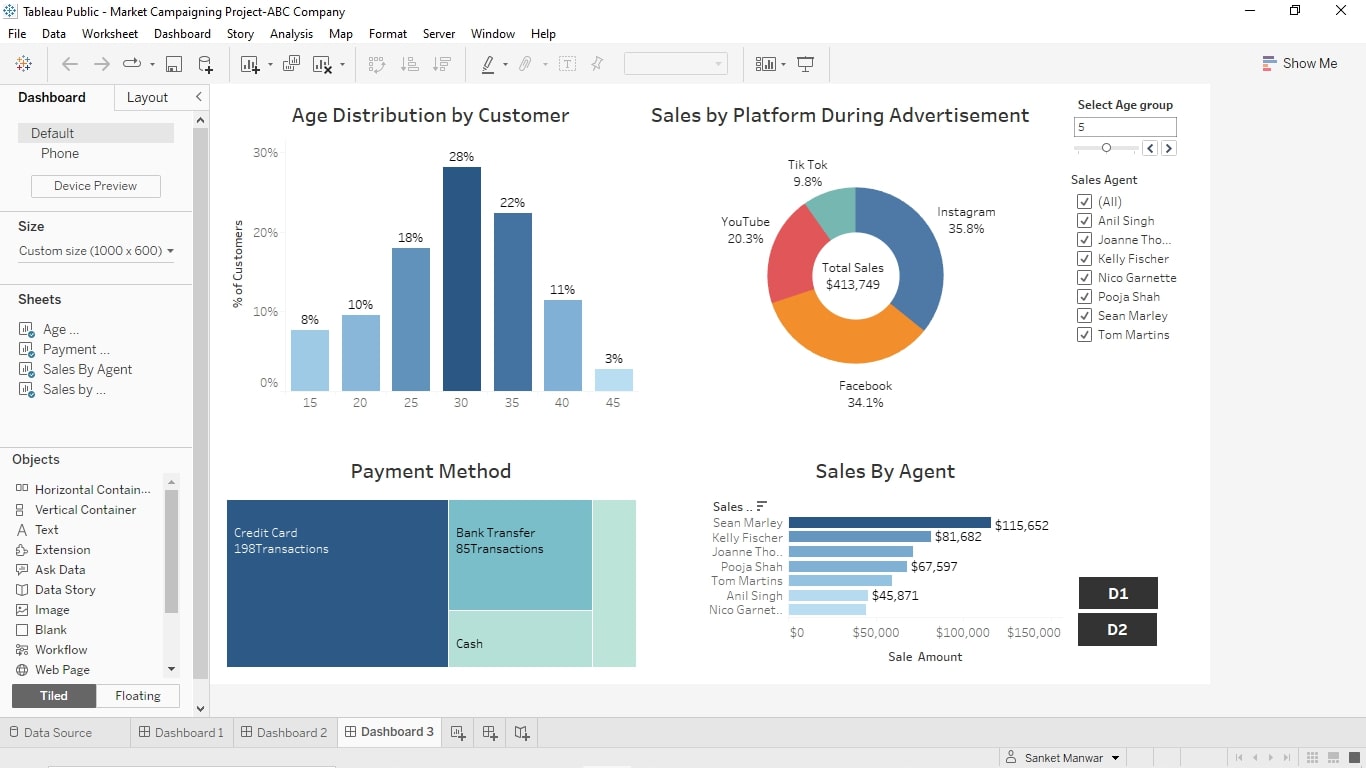 Tableau Public - Market Campaigning Project-ABC Company
File Data Worksheet Dashboard Story Analysis Map Format Server Window Help
Show Me
Dashboard Layout
Default
Phone
Device Preview
Size
Custom size (1000 x 600)
Sheets
Age ...
Payment ...
Sales By Agent
Sales by ...
Objects
Horizontal Contain...
Vertical Container
Text
Extension
Ask Data
Data Story
Image
Blank
Workflow
Web Page
Tiled Floating
Age Distribution by Customer
% of Customers
30%
20%
10%
0%
8%
10%
18%
28%
22%
11%
3%
15 20 25 30 35 40 45
Sales by Platform During Advertisement
Tik Tok
9.8%
YouTube
20.3%
Instagram
35.8%
Total Sales
$413,749
Facebook
34.1%
Select Age group
5
Sales Agent
(All)
Anil Singh
Joanne Tho...
Kelly Fischer
Nico Garnette
Pooja Shah
Sean Marley
Tom Martins
Payment Method
Credit Card
198Transactions
Bank Transfer
85Transactions
Cash
Sales By Agent
Sales ..
Sean Marley $115,652
Kelly Fischer $81,682
Joanne Tho..
Pooja Shah $67,597
Tom Martins
Anil Singh $45,871
Nico Garnet..
$0 $50,000 $100,000 $150,000
Sale Amount
D1
D2
Data Source Dashboard 1 Dashboard 2 Dashboard 3
Sanket Manwar